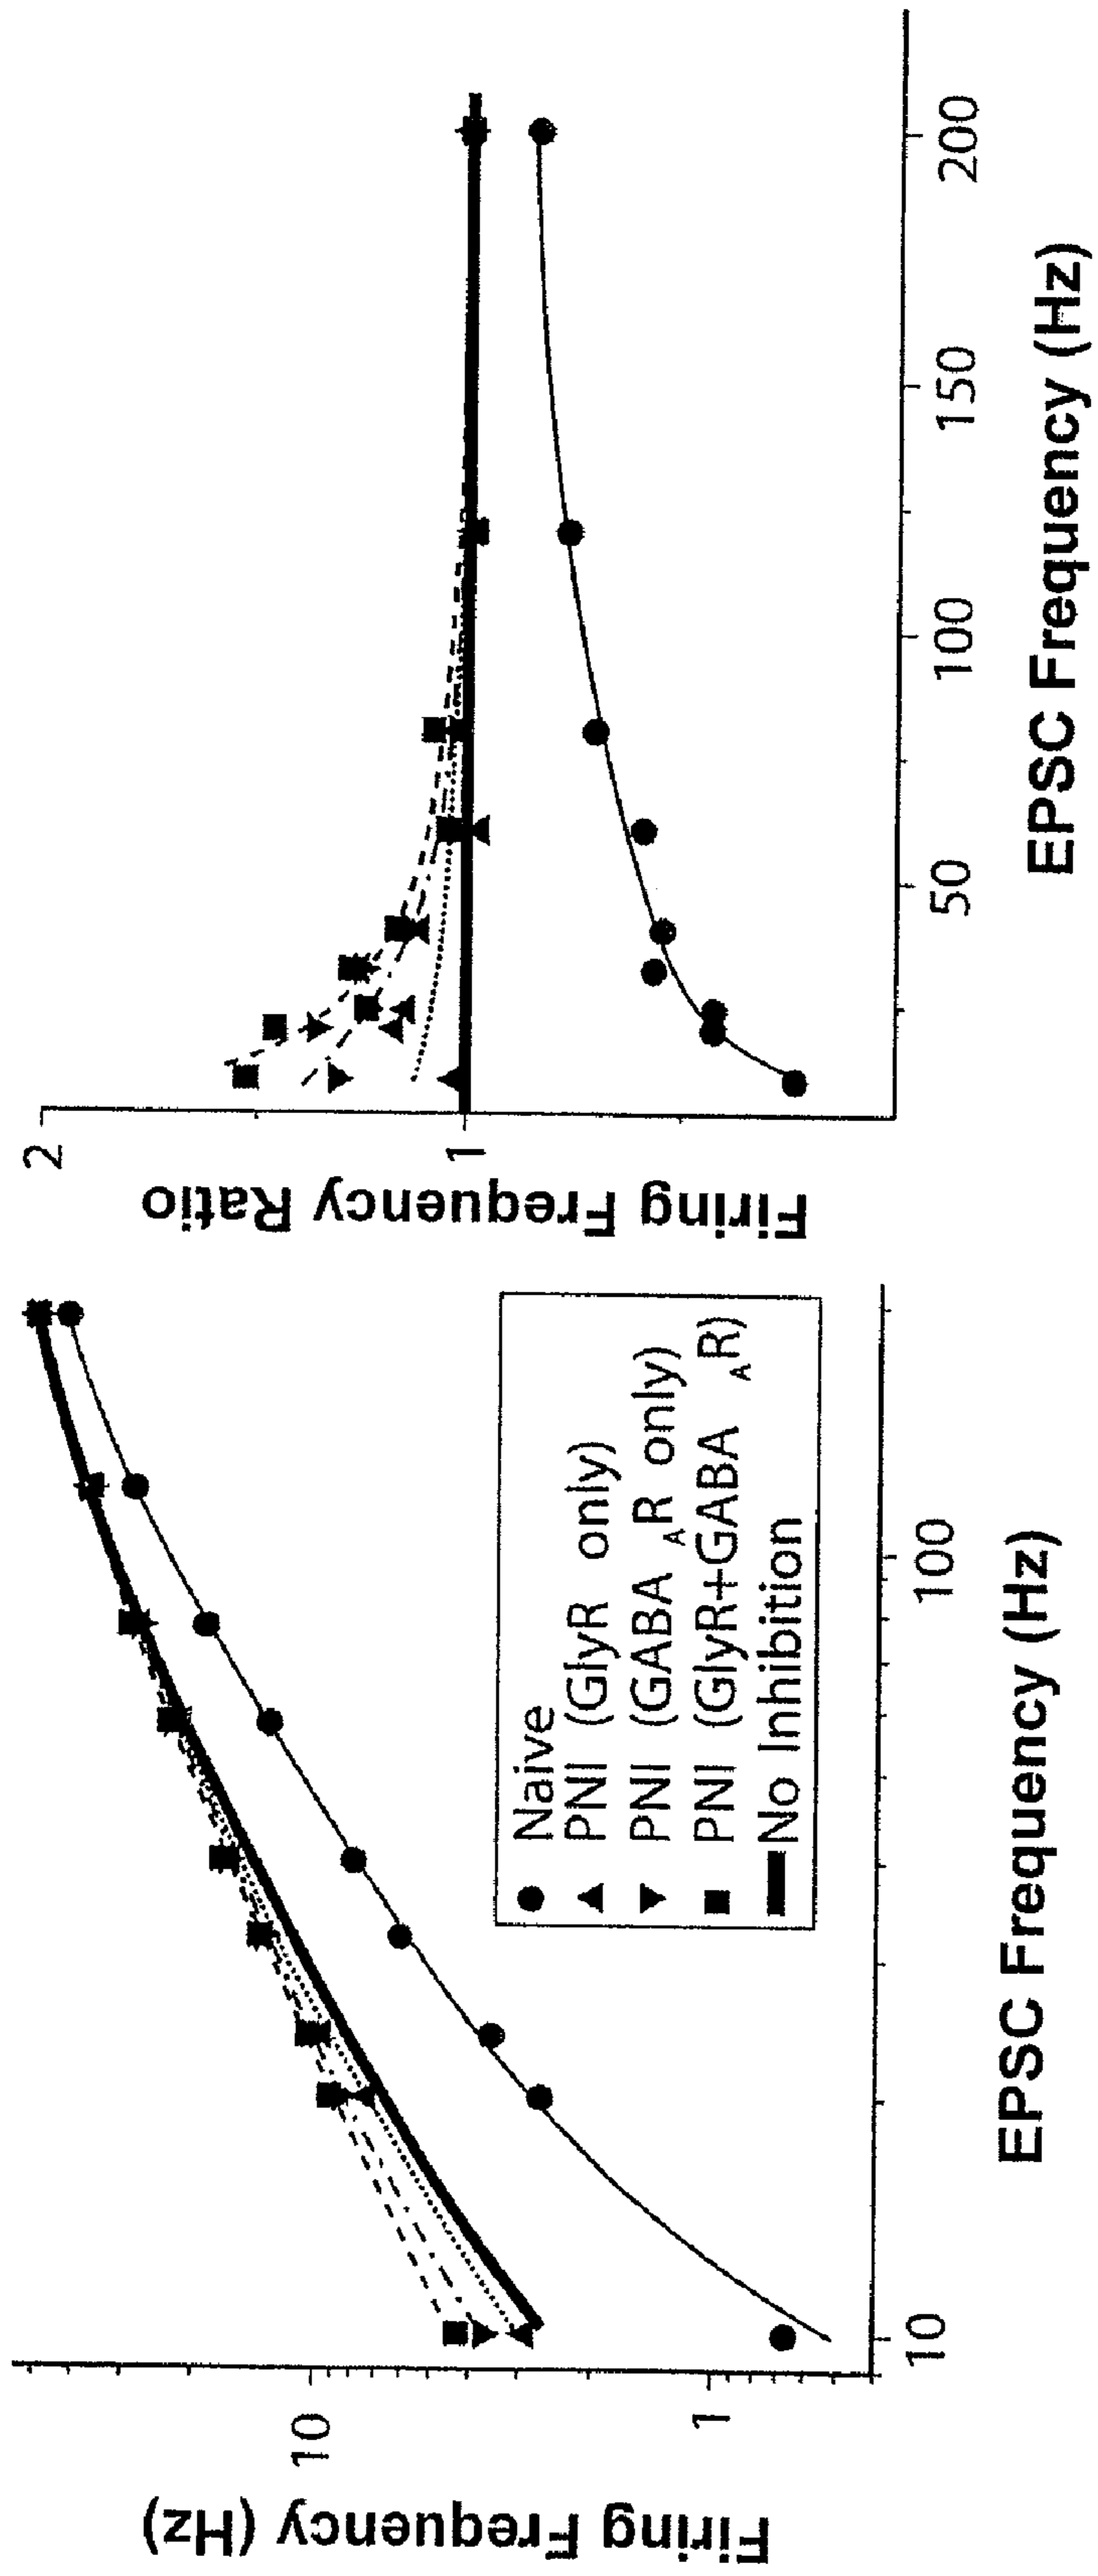 Firing Frequency (Hz)
10
1
Naive
PNI (GlyR only)
PNI (GABA AR only)
PNI (GlyR+GABA AR)
No Inhibition
10
100
EPSC Frequency (Hz)
Firing Frequency Ratio
2
1
50
100
150
200
EPSC Frequency (Hz)